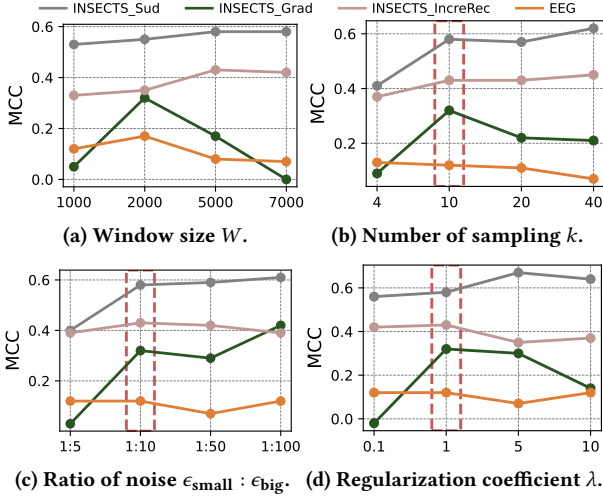 INSECTS_Sud INSECTS_Grad INSECTS_IncreRec EEG
MCC
0.6
0.4
0.2
0.0
1000 2000 5000 7000
(a) Window size W.
MCC
0.6
0.4
0.2
4 10 20 40
(b) Number of sampling k.
MCC
0.6
0.4
0.2
1:5 1:10 1:50 1:100
(c) Ratio of noise ϵsmall : ϵbig.
MCC
0.6
0.4
0.2
0.0
0.1 1 5 10
(d) Regularization coefficient λ.